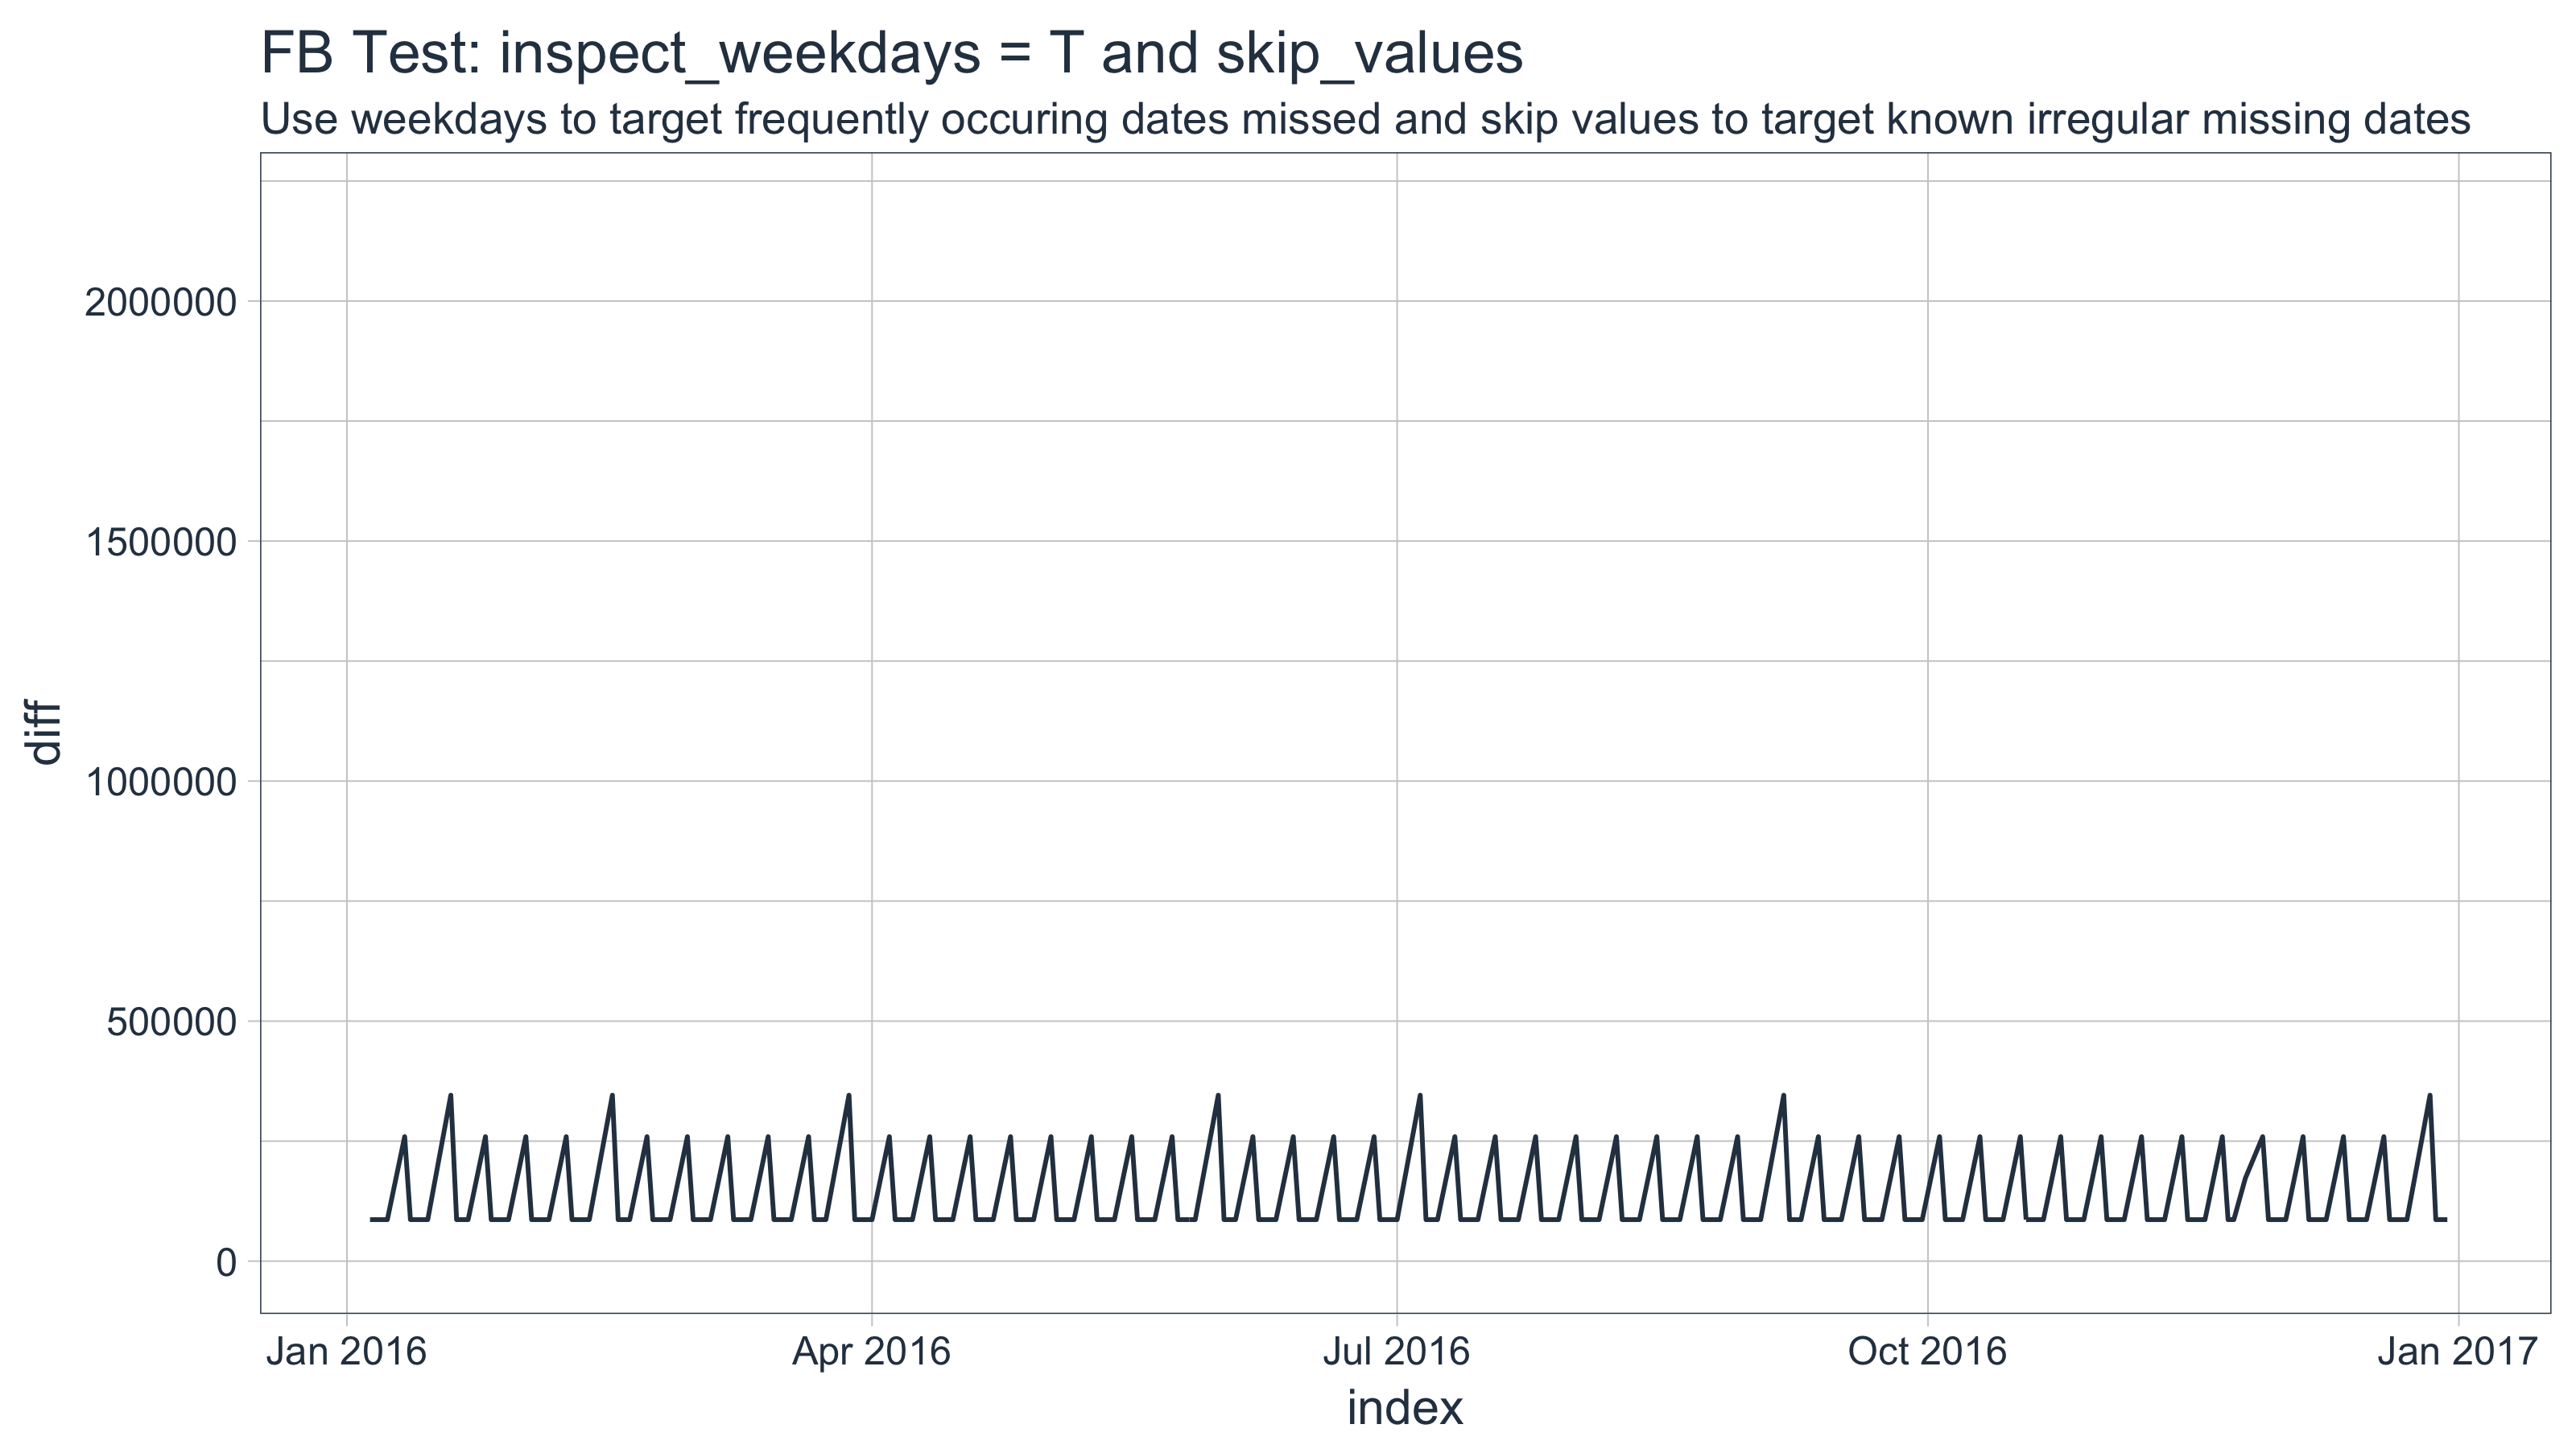 FB Test: inspect_weekdays = T and skip_values
Use weekdays to target frequently occuring dates missed and skip values to target known irregular missing dates
2000000
1500000
1000000
500000
0
diff
Jan 2016
Apr 2016
Jul 2016
Oct 2016
Jan 2017
index